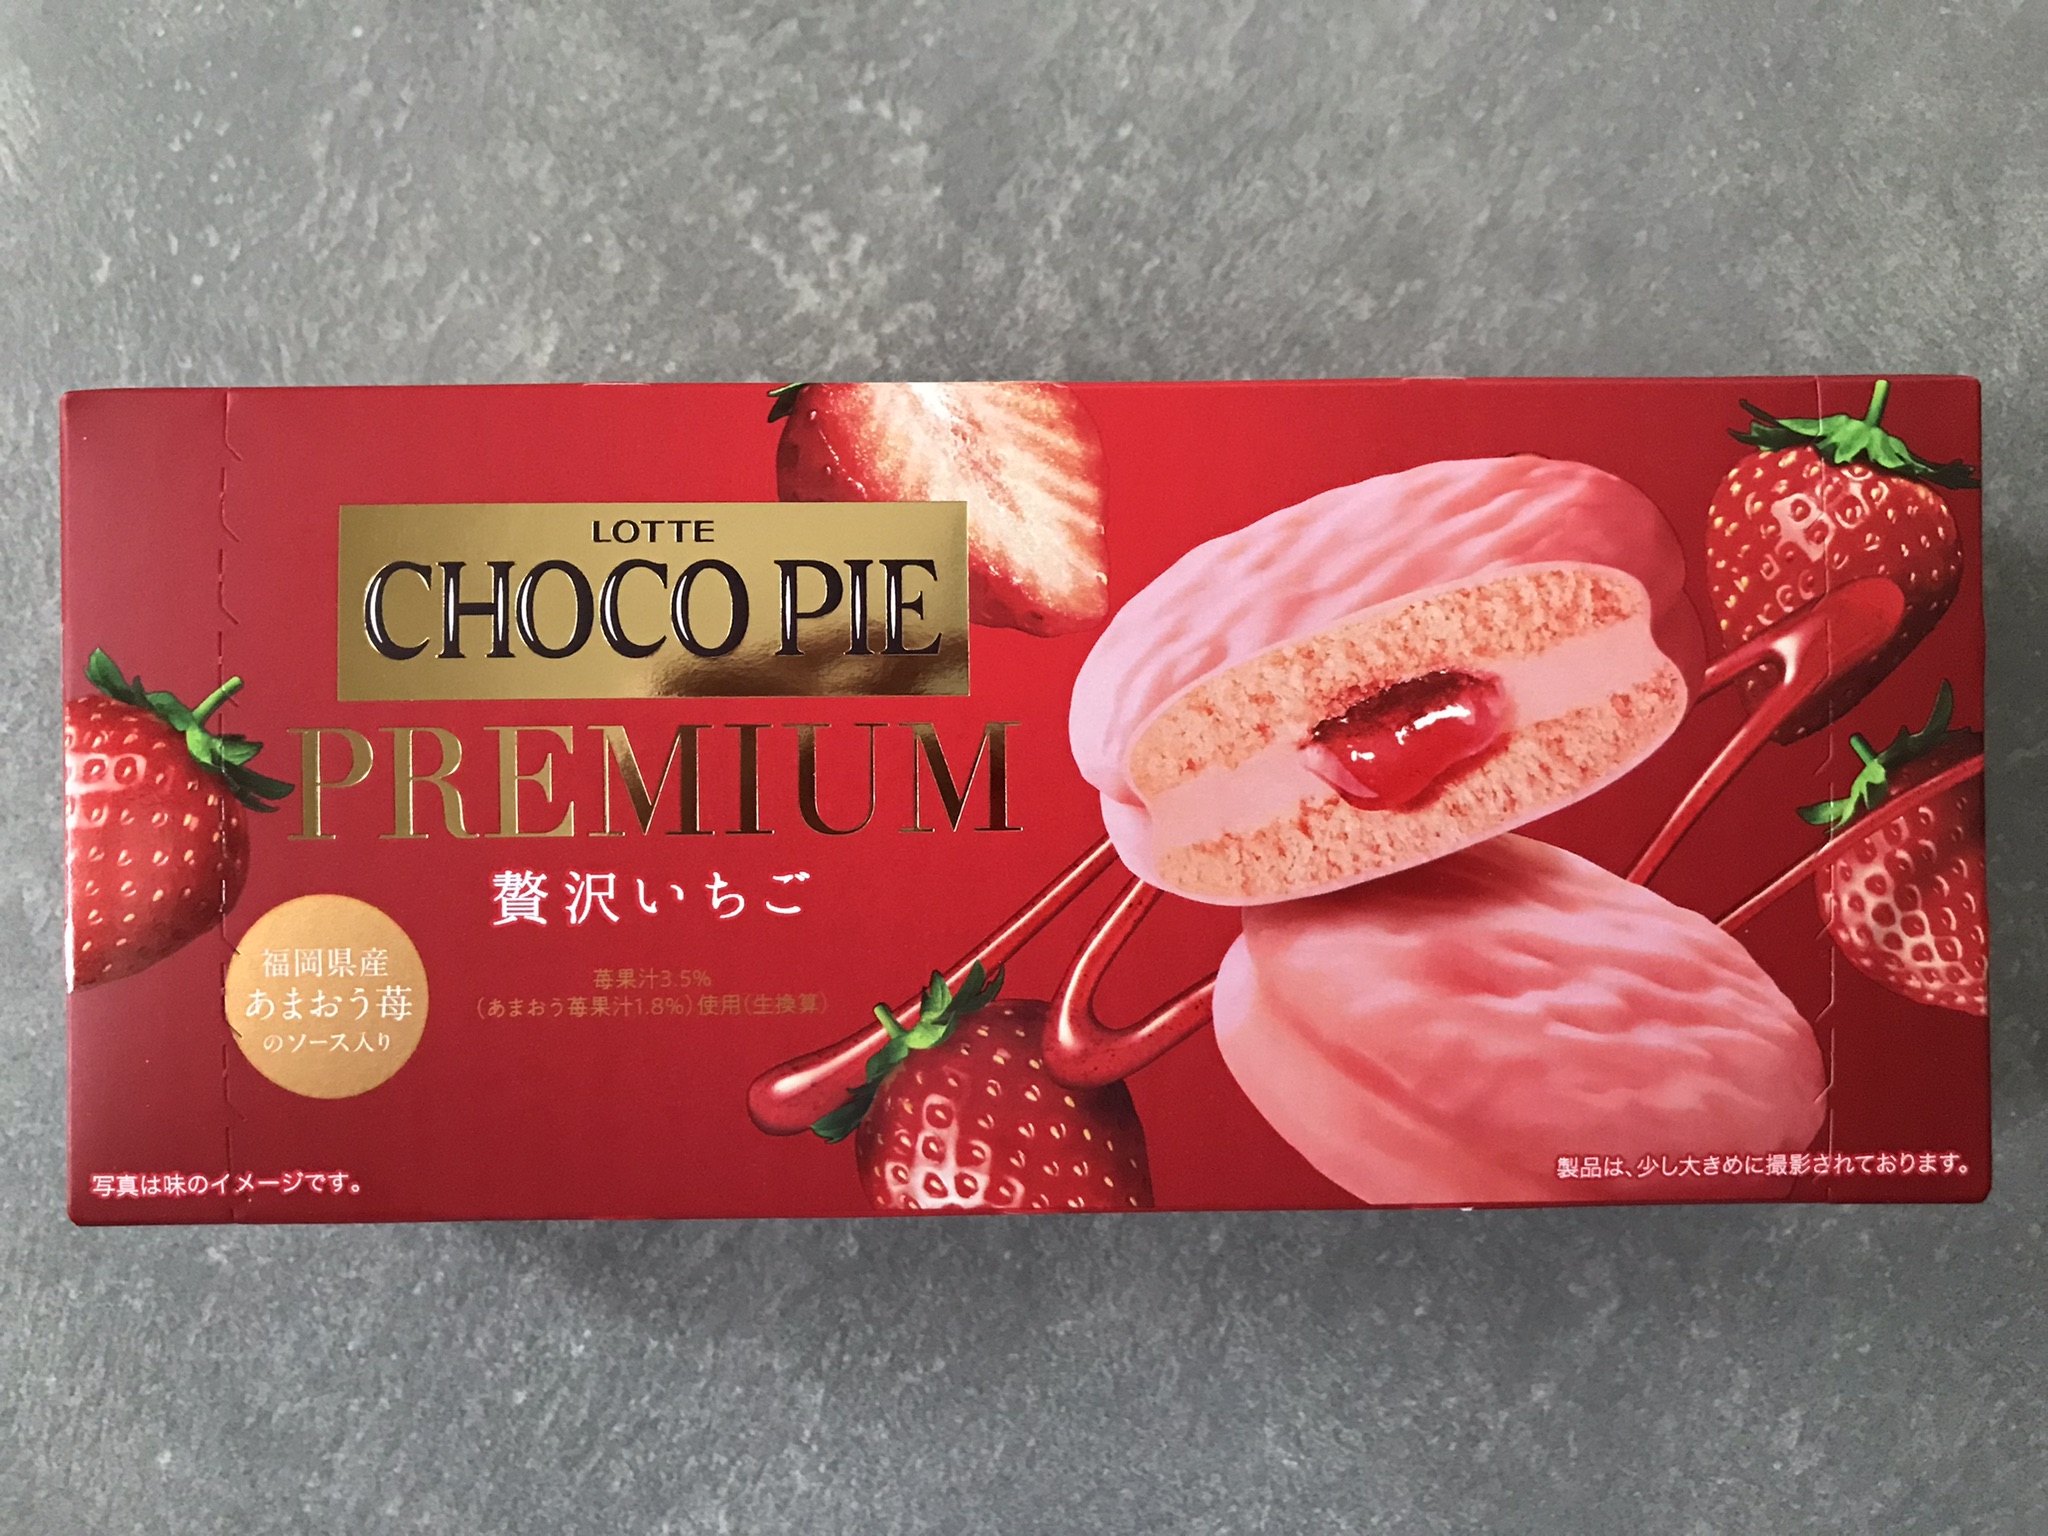 LOTTE
CHOCO PIE
PREMIUM
贅沢いちご
福岡県産
あまおう苺
のソース入り
苺果汁3.5%
(あまおう苺果汁1.8%)使用(生換算)
写真は味のイメージです。
製品は、少し大きめに撮影されております。